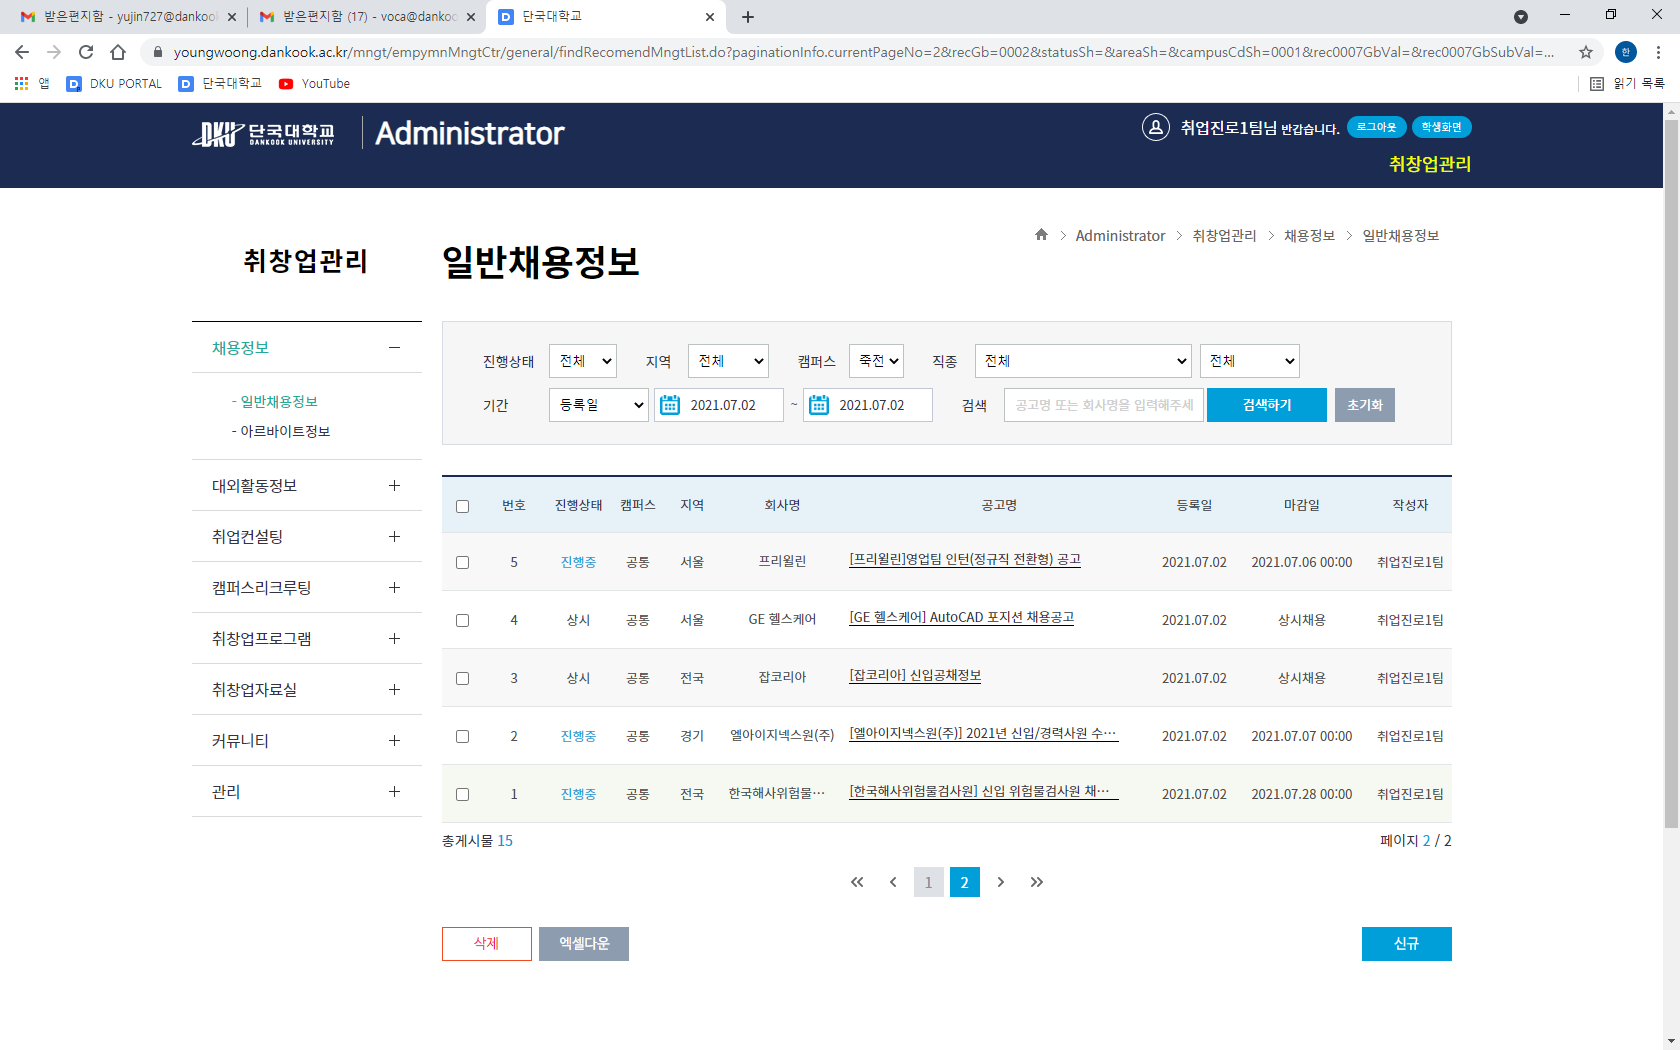 받은편지함 - yujin727@dankook
받은편지함 (17) - voca@dankoo
단국대학교
youngwoong.dankook.ac.kr/mngt/empymnMngtCtr/general/findRecomendMngtList.do?paginationInfo.currentPageNo=2&recGb=0002&statusSh=&areaSh=&campusCdSh=0001&rec0007GbVal=&rec0007GbSubVal=...
한
앱
DKU PORTAL
단국대학교
YouTube
읽기 목록
DKU 단국대학교 DANKOOK UNIVERSITY
Administrator
취업진로1팀님 반갑습니다.
로그아웃
학생화면
취창업관리
취창업관리
일반채용정보
Administrator > 취창업관리 > 채용정보 > 일반채용정보
채용정보
- 일반채용정보
- 아르바이트정보
대외활동정보
취업컨설팅
캠퍼스리크루팅
취창업프로그램
취창업자료실
커뮤니티
관리
진행상태 전체 지역 전체 캠퍼스 죽전 직종 전체 전체
기간 등록일 2021.07.02 ~ 2021.07.02 검색 공고명 또는 회사명을 입력해주세 검색하기 초기화
번호 진행상태 캠퍼스 지역 회사명 공고명 등록일 마감일 작성자
5 진행중 공통 서울 프리윌린 [프리윌린]영업팀 인턴(정규직 전환형) 공고 2021.07.02 2021.07.06 00:00 취업진로1팀
4 상시 공통 서울 GE 헬스케어 [GE 헬스케어] AutoCAD 포지션 채용공고 2021.07.02 상시채용 취업진로1팀
3 상시 공통 전국 잡코리아 [잡코리아] 신입공채정보 2021.07.02 상시채용 취업진로1팀
2 진행중 공통 경기 엘아이지넥스원(주) [엘아이지넥스원(주)] 2021년 신입/경력사원 수… 2021.07.02 2021.07.07 00:00 취업진로1팀
1 진행중 공통 전국 한국해사위험물… [한국해사위험물검사원] 신입 위험물검사원 채… 2021.07.02 2021.07.28 00:00 취업진로1팀
총게시물 15
페이지 2 / 2
1 2
삭제
엑셀다운
신규